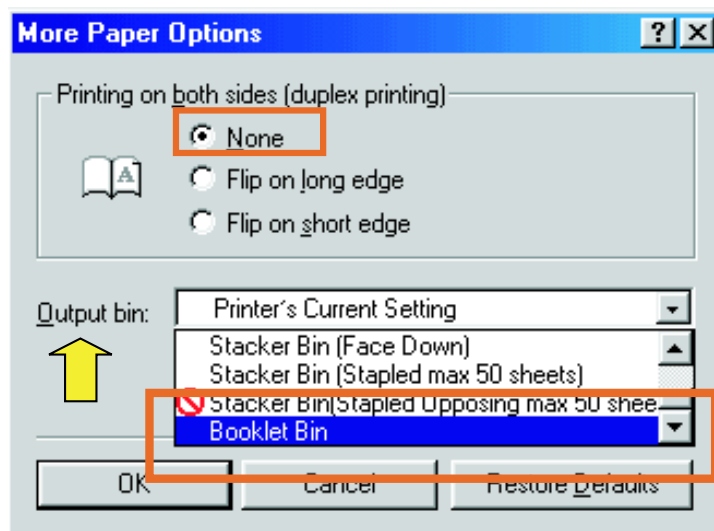 More Paper Options
Printing on both sides (duplex printing)
A
None
Flip on long edge
Flip on short edge
Output bin: Printer's Current Setting
Stacker Bin (Face Down)
Stacker Bin (Stapled max 50 sheets)
Stacker Bin(Stapled Opposing max 50 shee
Booklet Bin
OK Cancel Restore Defaults